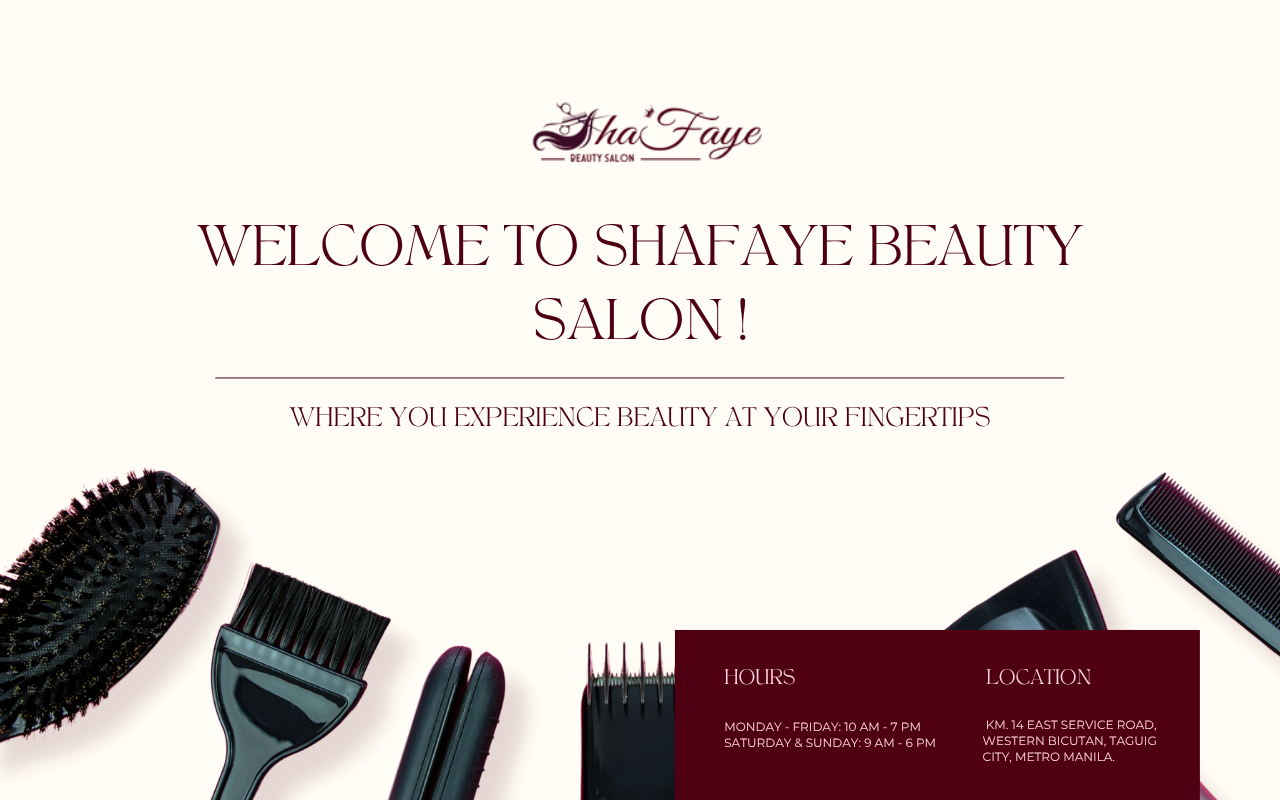 Sha'Faye
BEAUTY SALON
WELCOME TO SHAFAYE BEAUTY
SALON !
WHERE YOU EXPERIENCE BEAUTY AT YOUR FINGERTIPS
HOURS
MONDAY - FRIDAY: 10 AM - 7 PM
SATURDAY & SUNDAY: 9 AM - 6 PM
LOCATION
KM. 14 EAST SERVICE ROAD,
WESTERN BICUTAN, TAGUIG
CITY, METRO MANILA.